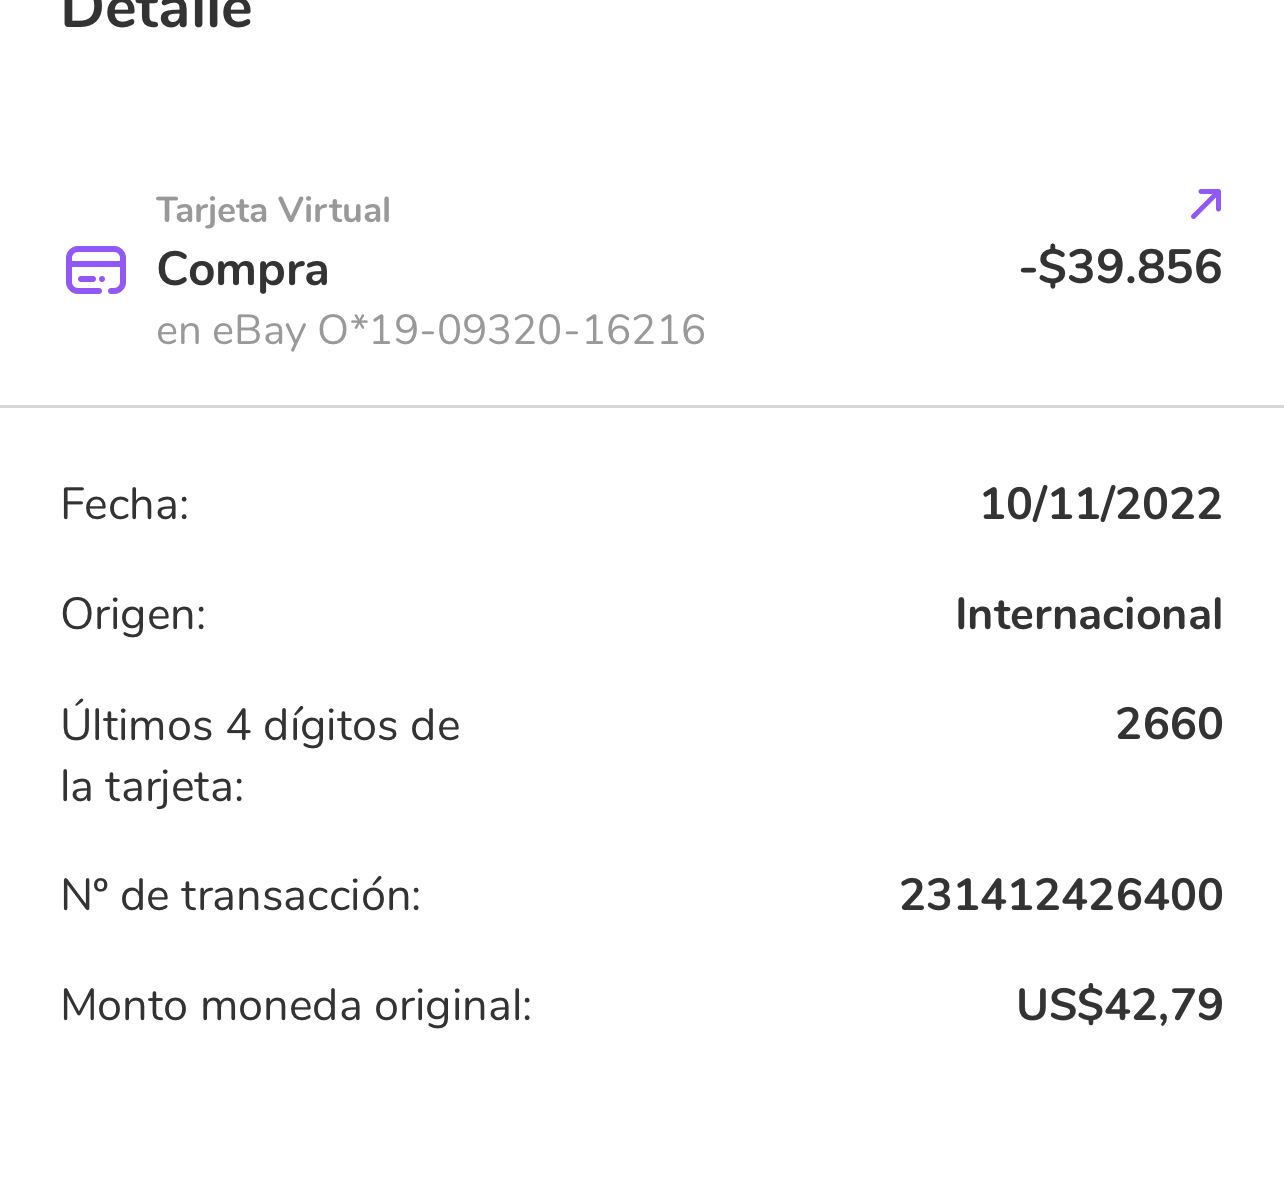 Detalle
Tarjeta Virtual
Compra
-$39.856
en eBay O*19-09320-16216
Fecha:
10/11/2022
Origen:
Internacional
Últimos 4 dígitos de
la tarjeta:
2660
Nº de transacción:
231412426400
Monto moneda original:
US$42,79